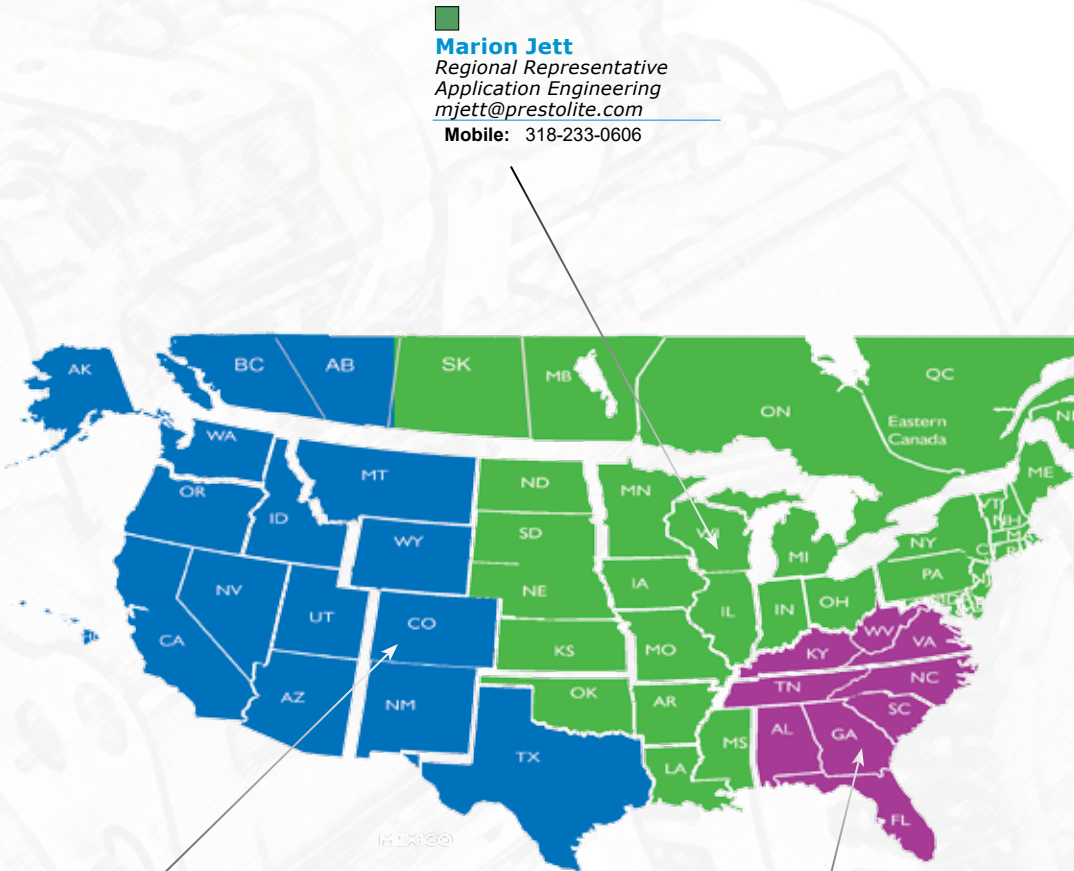 Marion Jett
Regional Representative
Application Engineering
mjett@prestolite.com
Mobile: 318-233-0606
AK
BC
AB
SK
MB
ON
QC
Eastern
Canada
WA
MT
ND
MN
ME
OR
ID
SD
WI
VT
NH
WY
MI
NY
NV
NE
IA
PA
UT
CO
IL
IN
OH
CA
KS
MO
KY
WV
VA
AZ
NM
OK
AR
TN
NC
SC
TX
LA
MS
AL
GA
FL
MEXICO